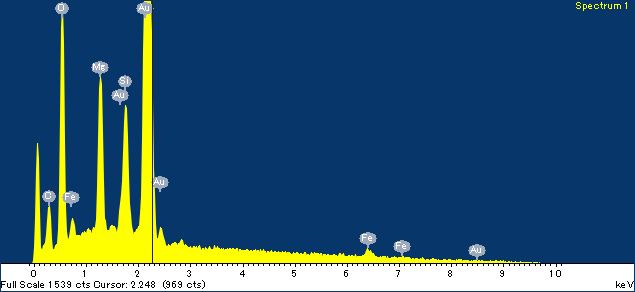 Spectrum 1
O Au
Mg
Si
Au
Au
C Fe
Fe Fe Au
0 1 2 3 4 5 6 7 8 9 10
Full Scale 1539 cts Cursor: 2.248 (969 cts) keV